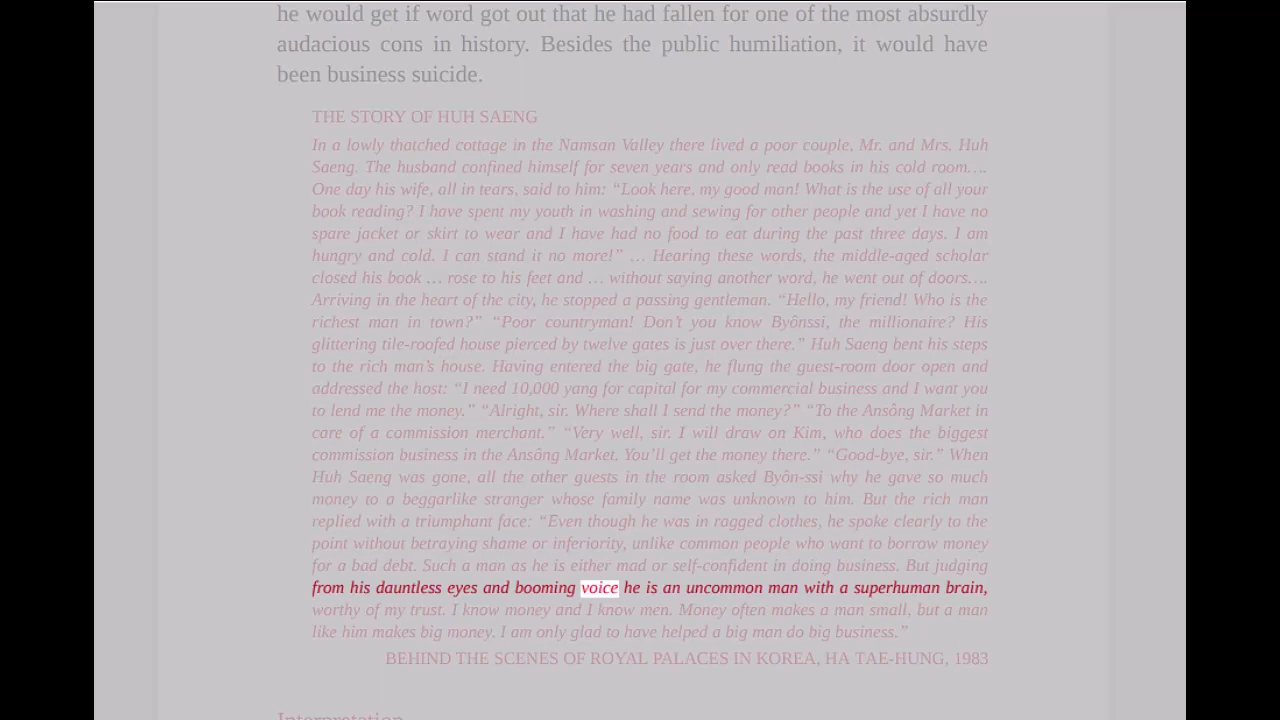 he would get if word got out that he had fallen for one of the most absurdly
audacious cons in history. Besides the public humiliation, it would have
been business suicide.
THE STORY OF HUH SAENG
In a lowly thatched cottage in the Namsan Valley there lived a poor couple, Mr. and Mrs. Huh
Saeng. The husband confined himself for seven years and only read books in his cold room….
One day his wife, all in tears, said to him: “Look here, my good man! What is the use of all your
book reading? I have spent my youth in washing and sewing for other people and yet I have no
spare jacket or skirt to wear and I have had no food to eat during the past three days. I am
hungry and cold. I can stand it no more!” … Hearing these words, the middle-aged scholar
closed his book … rose to his feet and … without saying another word, he went out of doors….
Arriving in the heart of the city, he stopped a passing gentleman. “Hello, my friend! Who is the
richest man in town?” “Poor countryman! Don’t you know Byônssi, the millionaire? His
glittering tile-roofed house pierced by twelve gates is just over there.” Huh Saeng bent his steps
to the rich man’s house. Having entered the big gate, he flung the guest-room door open and
addressed the host: “I need 10,000 yang for capital for my commercial business and I want you
to lend me the money.” “Alright, sir. Where shall I send the money?” “To the Ansông Market in
care of a commission merchant.” “Very well, sir. I will draw on Kim, who does the biggest
commission business in the Ansông Market. You’ll get the money there.” “Good-bye, sir.” When
Huh Saeng was gone, all the other guests in the room asked Byôn-ssi why he gave so much
money to a beggarlike stranger whose family name was unknown to him. But the rich man
replied with a triumphant face: “Even though he was in ragged clothes, he spoke clearly to the
point without betraying shame or inferiority, unlike common people who want to borrow money
for a bad debt. Such a man as he is either mad or self-confident in doing business. But judging
from his dauntless eyes and booming voice he is an uncommon man with a superhuman brain,
worthy of my trust. I know money and I know men. Money often makes a man small, but a man
like him makes big money. I am only glad to have helped a big man do big business.”
BEHIND THE SCENES OF ROYAL PALACES IN KOREA, HA TAE-HUNG, 1983
Interpretation